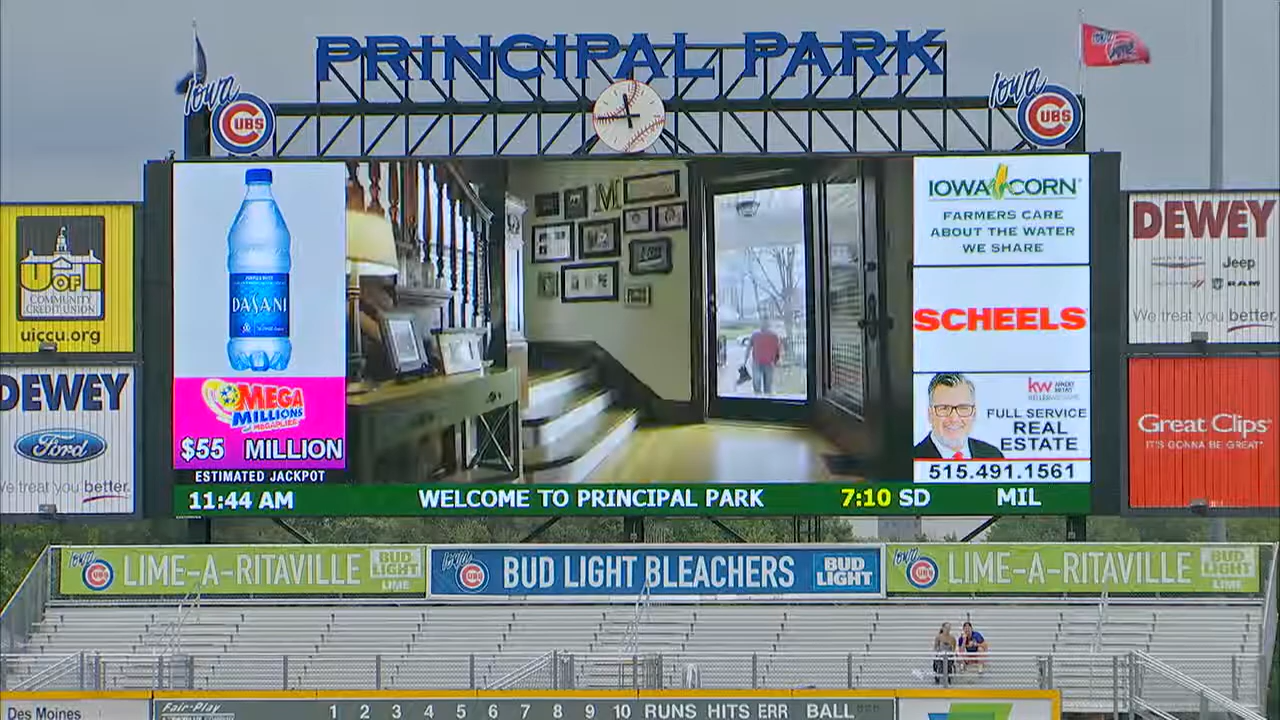 PRINCIPAL PARK
Iowa
CUBS
Iowa
CUBS
DASANI
MEGA
MILLIONS
$55 MILLION
ESTIMATED JACKPOT
M
IOWA CORN
FARMERS CARE
ABOUT THE WATER
WE SHARE
SCHEELS
kw
FULL SERVICE
REAL
ESTATE
515.491.1561
11:44 AM WELCOME TO PRINCIPAL PARK 7:10 SD MIL
U OF I
COMMUNITY
CREDIT UNION
uiccu.org
DEWEY
Ford
We treat you better.
DEWEY
Jeep
RAM
We treat you better.
Great Clips
IT'S GONNA BE GREAT
Iowa CUBS LIME-A-RITAVILLE BUD LIGHT LIME
Iowa CUBS BUD LIGHT BLEACHERS BUD LIGHT
Iowa CUBS LIME-A-RITAVILLE BUD LIGHT LIME
Des Moines
Fair-Play
1 2 3 4 5 6 7 8 9 10 RUNS HITS ERR BALL